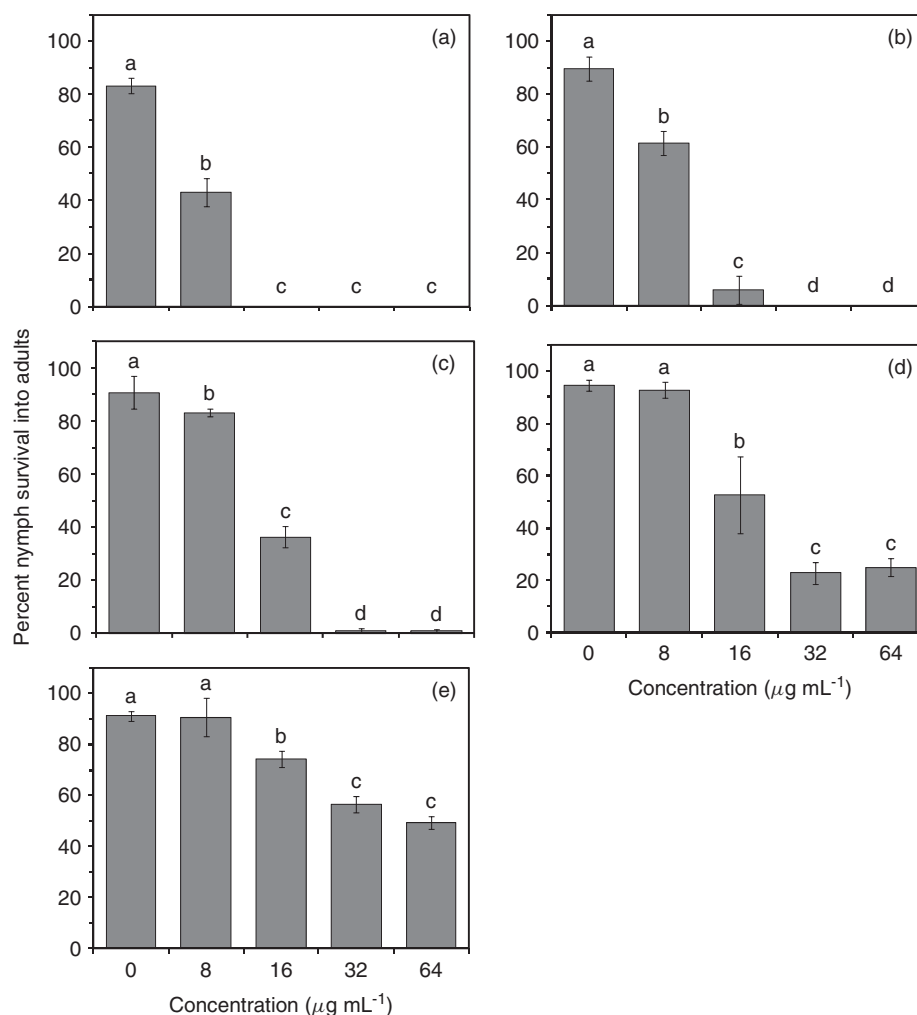 (a)
100
80
60
40
20
0
a
b
c c c
(b)
100
80
60
40
20
0
a
b
c
d d
Percent nymph survival into adults
(c)
100
80
60
40
20
0
a
b
c
d d
(d)
100
80
60
40
20
0
a a
b
c c
0 8 16 32 64
Concentration (μg mL⁻¹)
(e)
100
80
60
40
20
0
a a
b
c c
0 8 16 32 64
Concentration (μg mL⁻¹)